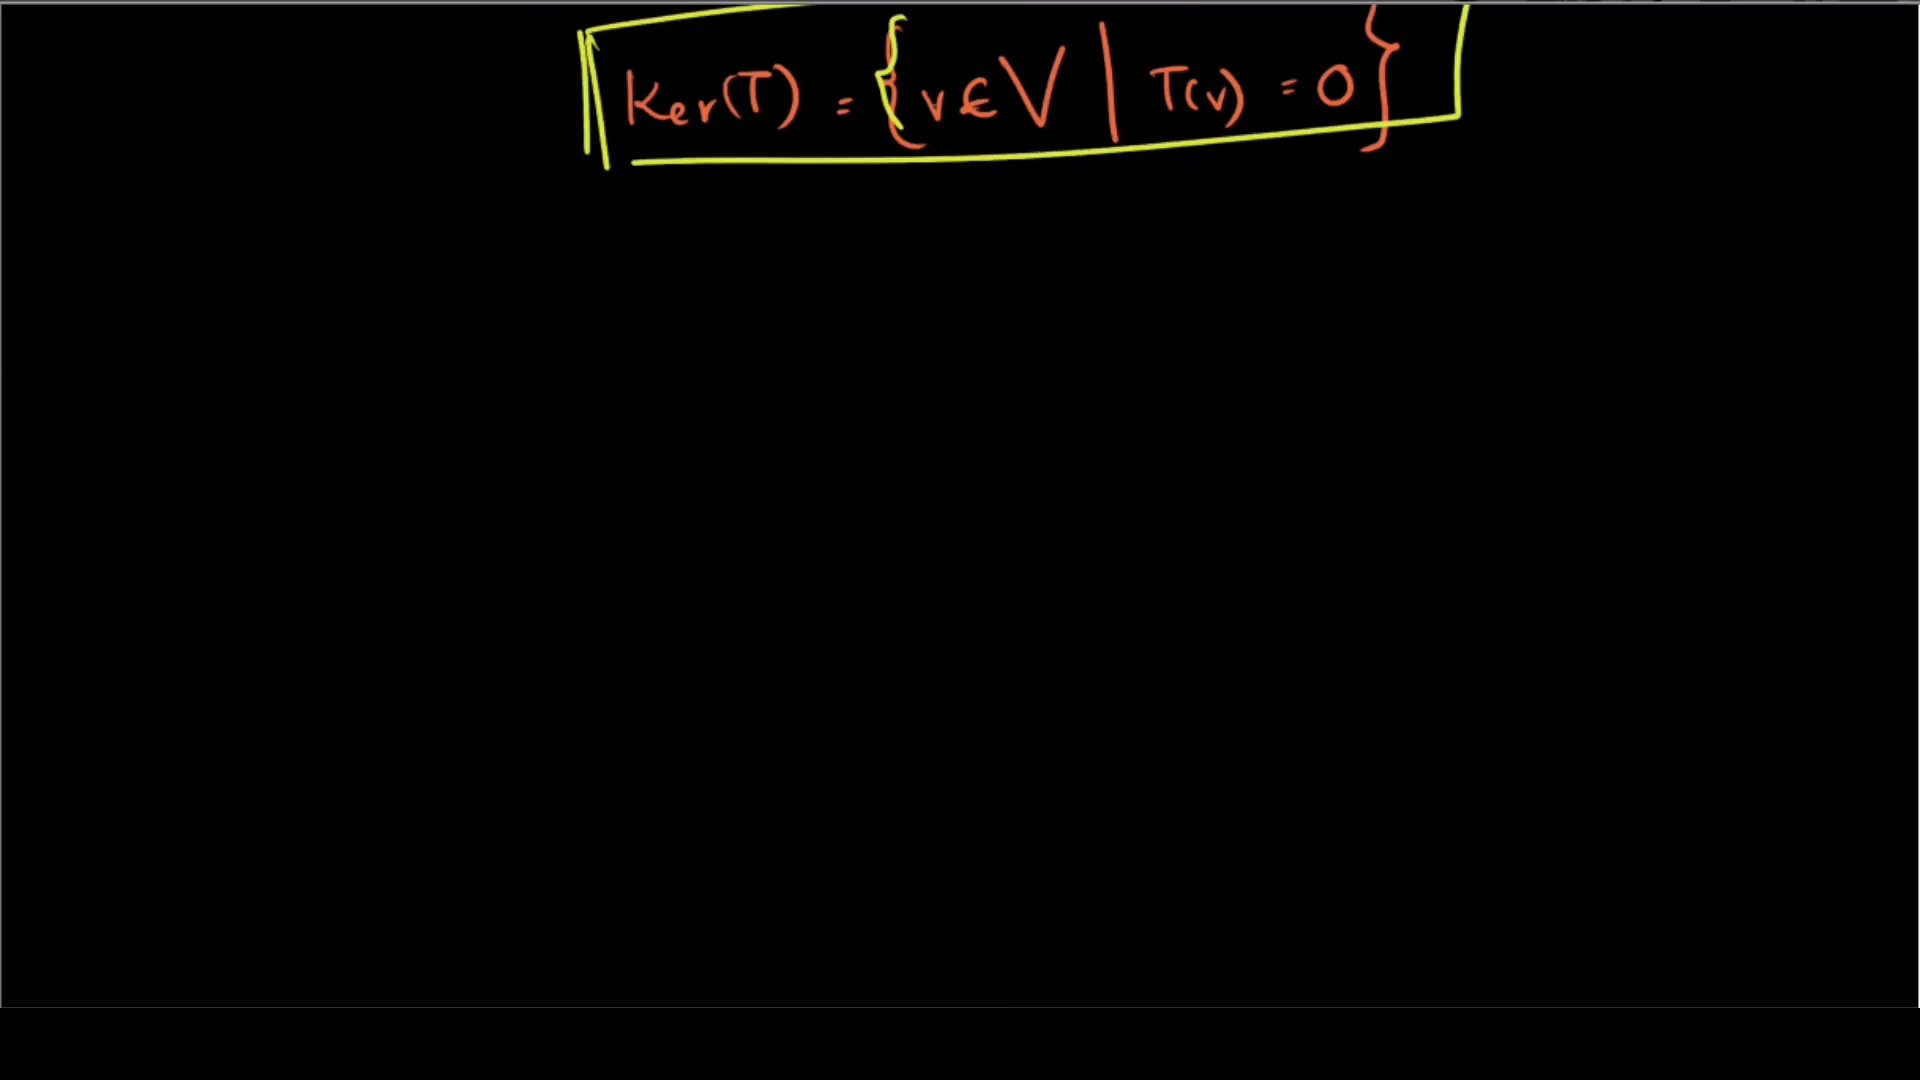 Ker(T) = { v ∈ V | T(v) = 0 }